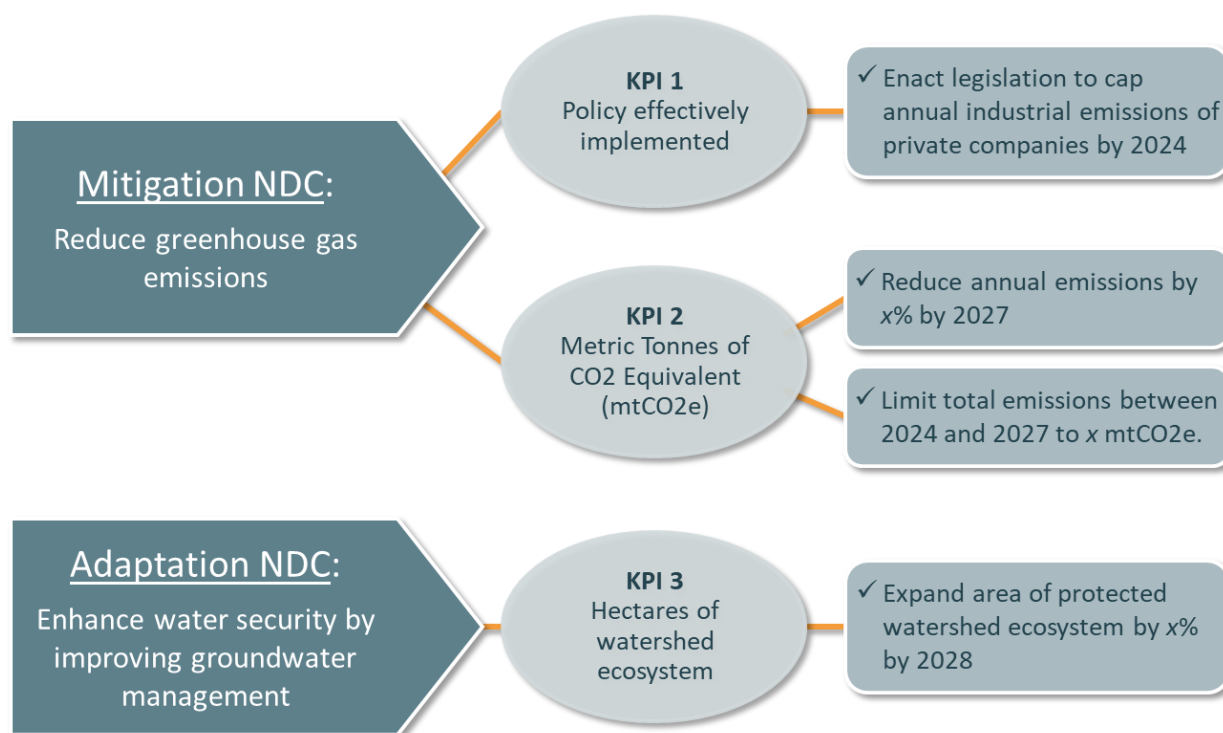 Mitigation NDC:
Reduce greenhouse gas
emissions
KPI 1
Policy effectively
implemented
✓ Enact legislation to cap
annual industrial emissions of
private companies by 2024
KPI 2
Metric Tonnes of
CO2 Equivalent
(mtCO2e)
✓ Reduce annual emissions by
x% by 2027
✓ Limit total emissions between
2024 and 2027 to x mtCO2e.
Adaptation NDC:
Enhance water security by
improving groundwater
management
KPI 3
Hectares of
watershed
ecosystem
✓ Expand area of protected
watershed ecosystem by x%
by 2028